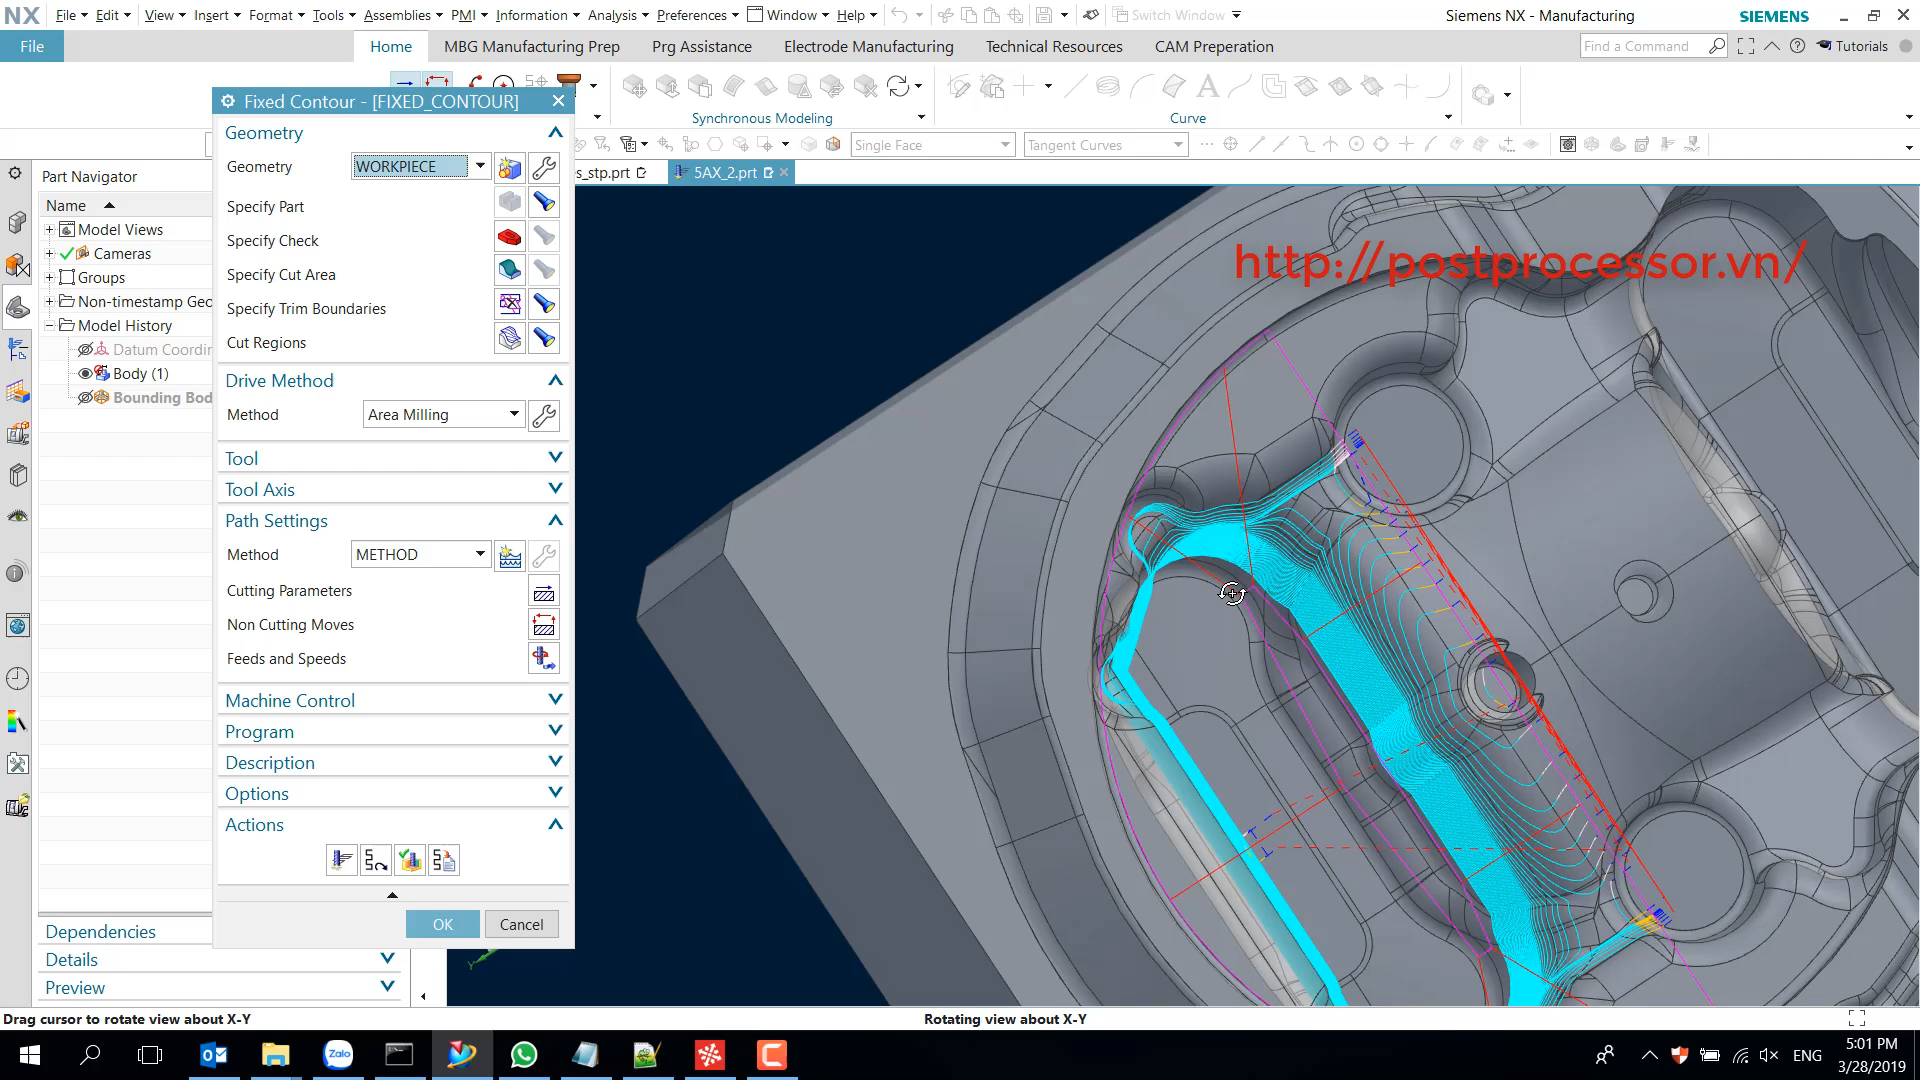 NX File Edit View Insert Format Tools Assemblies PMI Information Analysis Preferences Window Help Switch Window Siemens NX - Manufacturing SIEMENS
File Home MBG Manufacturing Prep Prg Assistance Electrode Manufacturing Technical Resources CAM Preperation Find a Command Tutorials
Synchronous Modeling Curve
Single Face Tangent Curves
es_stp.prt 5AX_2.prt
Part Navigator
Name
Model Views
Cameras
Groups
Non-timestamp Geo
Model History
Datum Coordin
Body (1)
Bounding Bod
Dependencies
Details
Preview
Fixed Contour - [FIXED_CONTOUR]
Geometry
Geometry WORKPIECE
Specify Part
Specify Check
Specify Cut Area
Specify Trim Boundaries
Cut Regions
Drive Method
Method Area Milling
Tool
Tool Axis
Path Settings
Method METHOD
Cutting Parameters
Non Cutting Moves
Feeds and Speeds
Machine Control
Program
Description
Options
Actions
OK Cancel
http://postprocessor.vn/
Y
Drag cursor to rotate view about X-Y Rotating view about X-Y
Zalo ENG 5:01 PM
3/28/2019